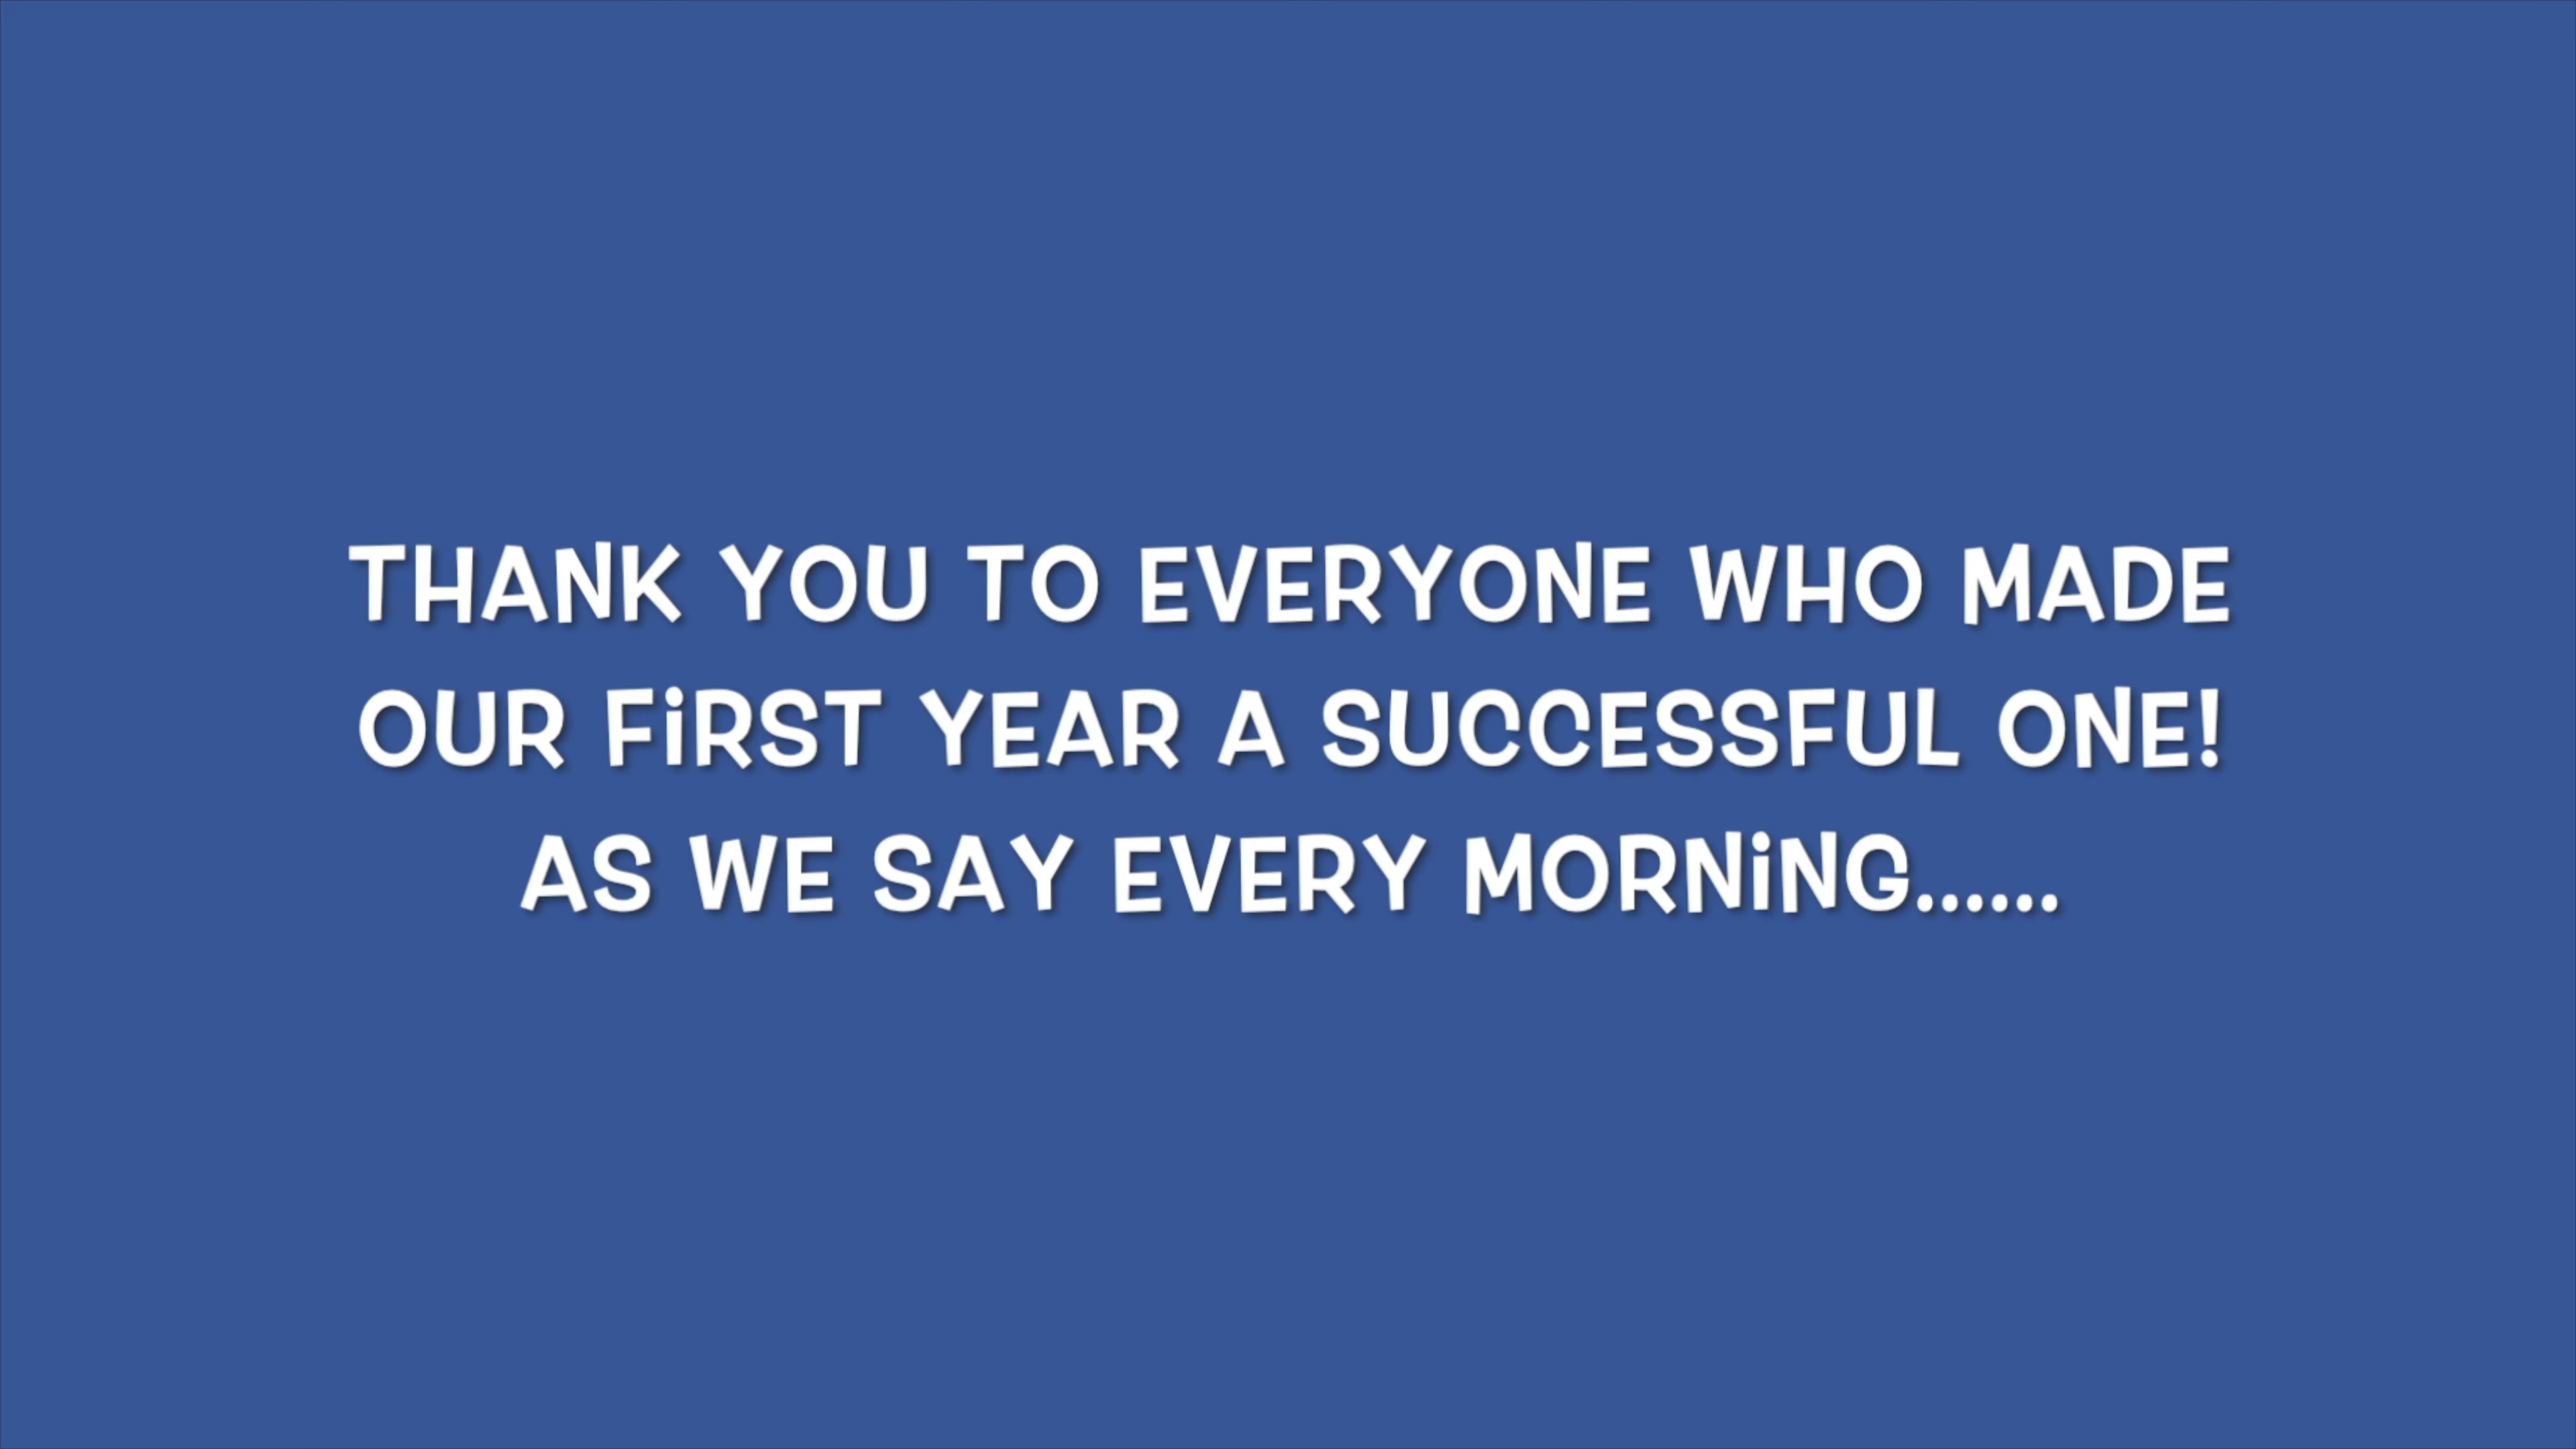 THANK YOU TO EVERYONE WHO MADE
OUR FiRST YEAR A SUCCESSFUL ONE!
AS WE SAY EVERY MORNiNG......